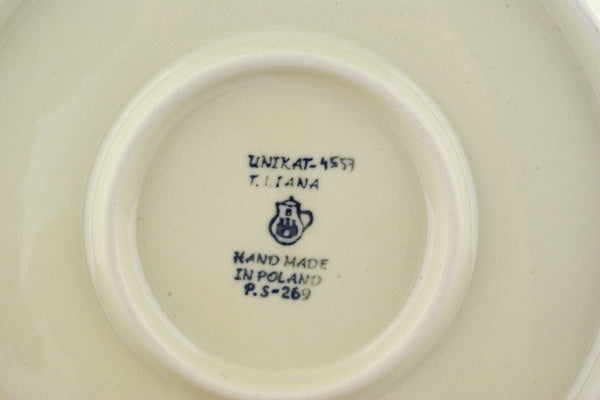 UNIKAT-4557
T. LIANA
B
HAND MADE
IN POLAND
P.S-269